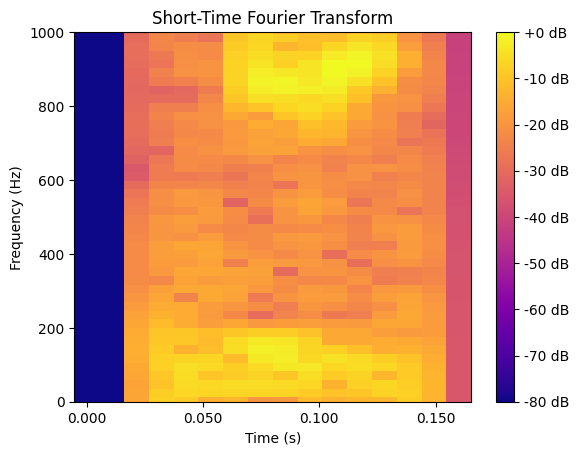 Short-Time Fourier Transform
Frequency (Hz)
1000
800
600
400
200
0
0.000 0.050 0.100 0.150
Time (s)
+0 dB
-10 dB
-20 dB
-30 dB
-40 dB
-50 dB
-60 dB
-70 dB
-80 dB